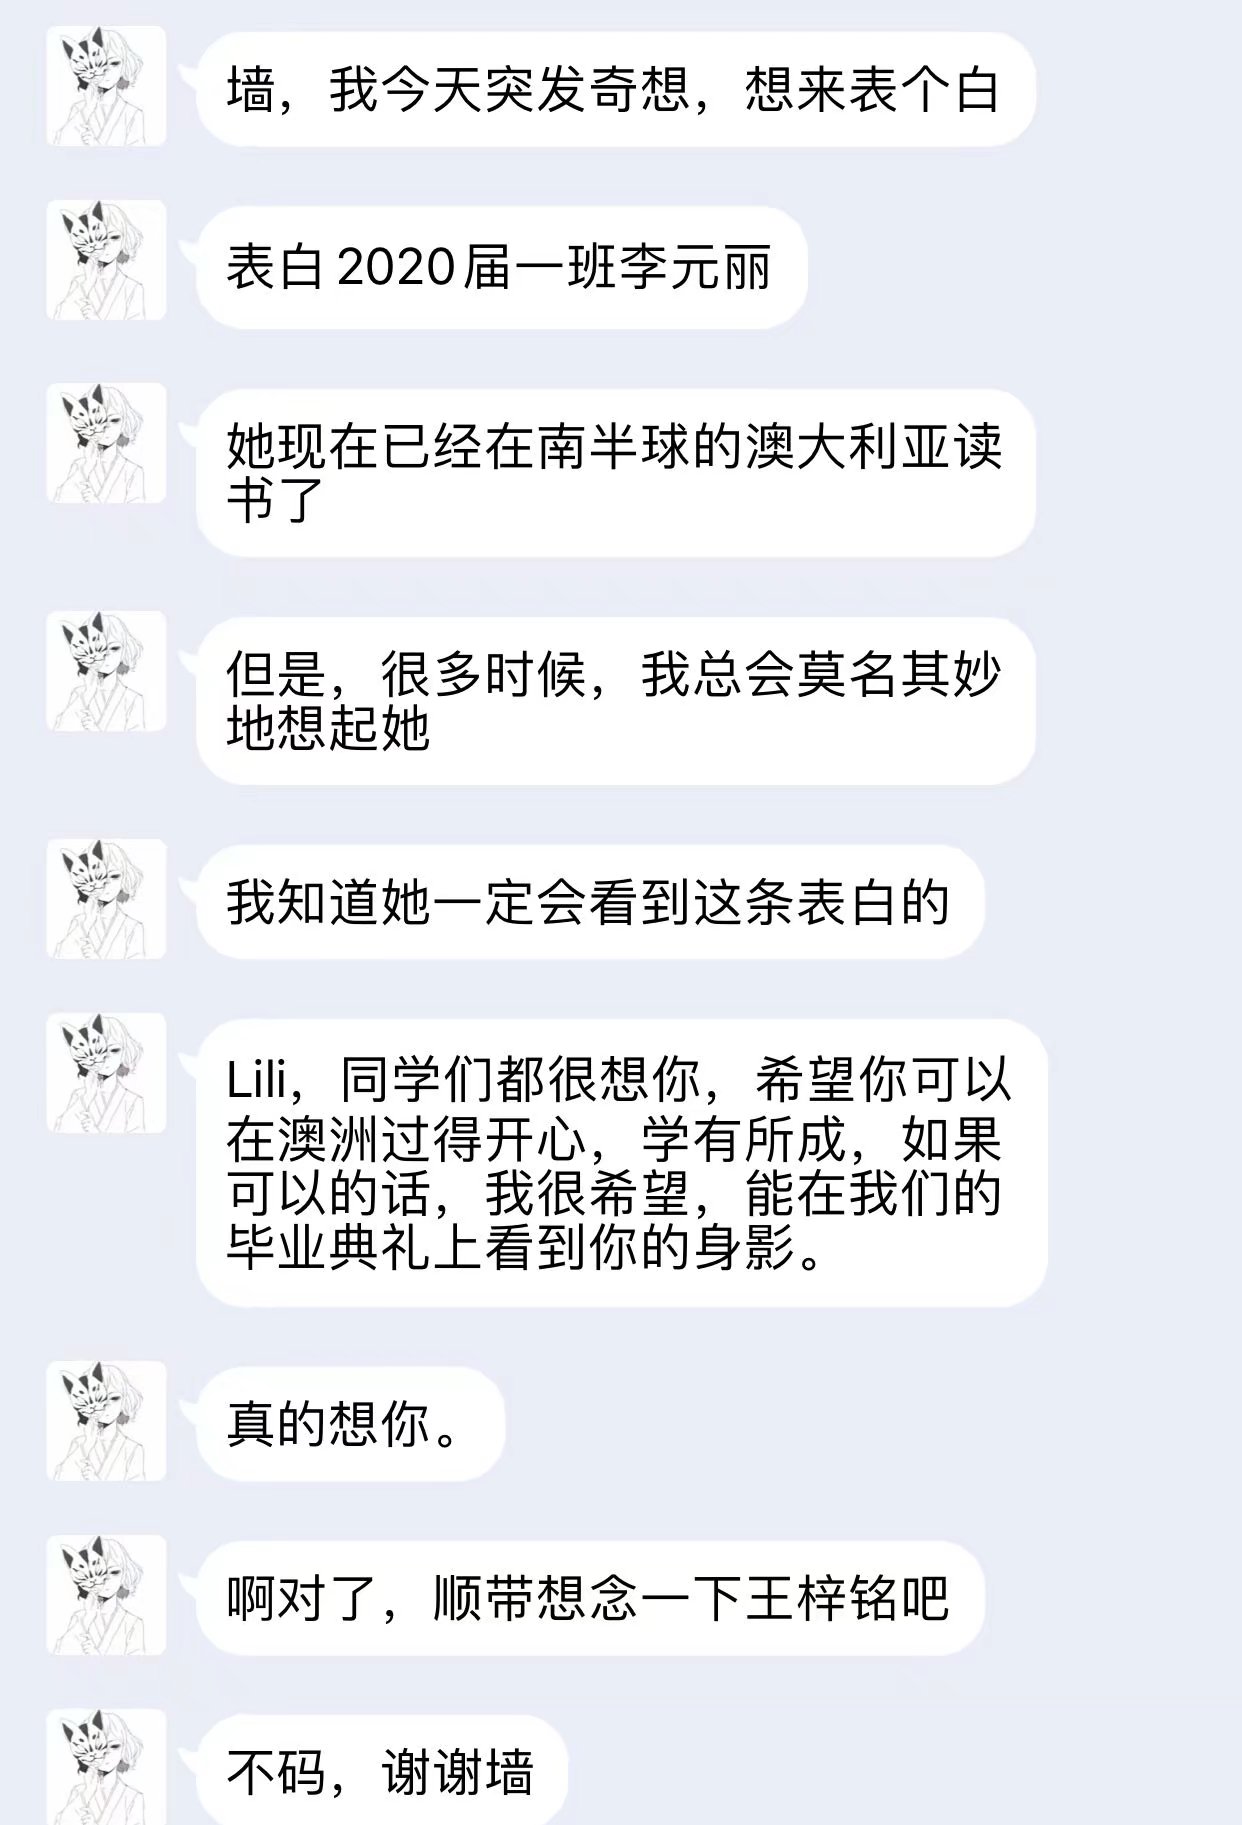 墙，我今天突发奇想，想来表个白
表白2020届一班李元丽
她现在已经在南半球的澳大利亚读
书了
但是，很多时候，我总会莫名其妙
地想起她
我知道她一定会看到这条表白的
Lili，同学们都很想你，希望你可以
在澳洲过得开心，学有所成，如果
可以的话，我很希望，能在我们的
毕业典礼上看到你的身影。
真的想你。
啊对了，顺带想念一下王梓铭吧
不码，谢谢墙